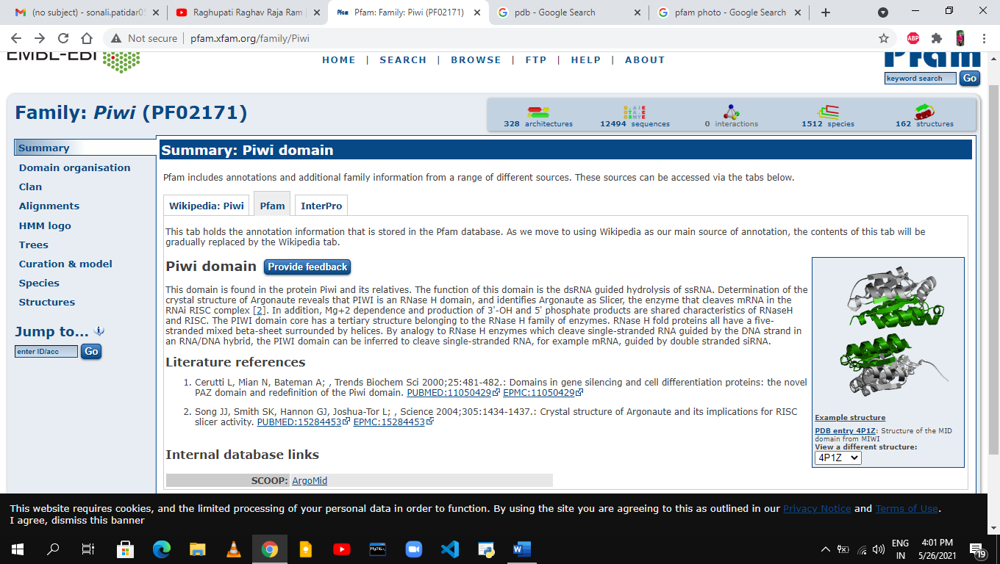 (no subject) - sonali.patidar05
Raghupati Raghav Raja Ram |
Pfam: Family: Piwi (PF02171)
pdb - Google Search
pfam photo - Google Search
Not secure | pfam.xfam.org/family/Piwi
EMBL-EBI
HOME | SEARCH | BROWSE | FTP | HELP | ABOUT
Pfam
keyword search Go
Family: Piwi (PF02171)
328 architectures 12494 sequences 0 interactions 1512 species 162 structures
Summary
Domain organisation
Clan
Alignments
HMM logo
Trees
Curation & model
Species
Structures
Jump to...
enter ID/acc Go
Summary: Piwi domain
Pfam includes annotations and additional family information from a range of different sources. These sources can be accessed via the tabs below.
Wikipedia: Piwi Pfam InterPro
This tab holds the annotation information that is stored in the Pfam database. As we move to using Wikipedia as our main source of annotation, the contents of this tab will be
gradually replaced by the Wikipedia tab.
Piwi domain Provide feedback
This domain is found in the protein Piwi and its relatives. The function of this domain is the dsRNA guided hydrolysis of ssRNA. Determination of the
crystal structure of Argonaute reveals that PIWI is an RNase H domain, and identifies Argonaute as Slicer, the enzyme that cleaves mRNA in the
RNAi RISC complex [2]. In addition, Mg+2 dependence and production of 3'-OH and 5' phosphate products are shared characteristics of RNaseH
and RISC. The PIWI domain core has a tertiary structure belonging to the RNase H family of enzymes. RNase H fold proteins all have a five-
stranded mixed beta-sheet surrounded by helices. By analogy to RNase H enzymes which cleave single-stranded RNA guided by the DNA strand in
an RNA/DNA hybrid, the PIWI domain can be inferred to cleave single-stranded RNA, for example mRNA, guided by double stranded siRNA.
Literature references
1. Cerutti L, Mian N, Bateman A; , Trends Biochem Sci 2000;25:481-482.: Domains in gene silencing and cell differentiation proteins: the novel
PAZ domain and redefinition of the Piwi domain. PUBMED:11050429 EPMC:11050429
2. Song JJ, Smith SK, Hannon GJ, Joshua-Tor L; , Science 2004;305:1434-1437.: Crystal structure of Argonaute and its implications for RISC
slicer activity. PUBMED:15284453 EPMC:15284453
Internal database links
SCOOP: ArgoMid
Example structure
PDB entry 4P1Z: Structure of the MID
domain from MIWI
View a different structure:
4P1Z
This website requires cookies, and the limited processing of your personal data in order to function. By using the site you are agreeing to this as outlined in our Privacy Notice and Terms of Use.
I agree, dismiss this banner
ENG
IN
4:01 PM
5/26/2021
19